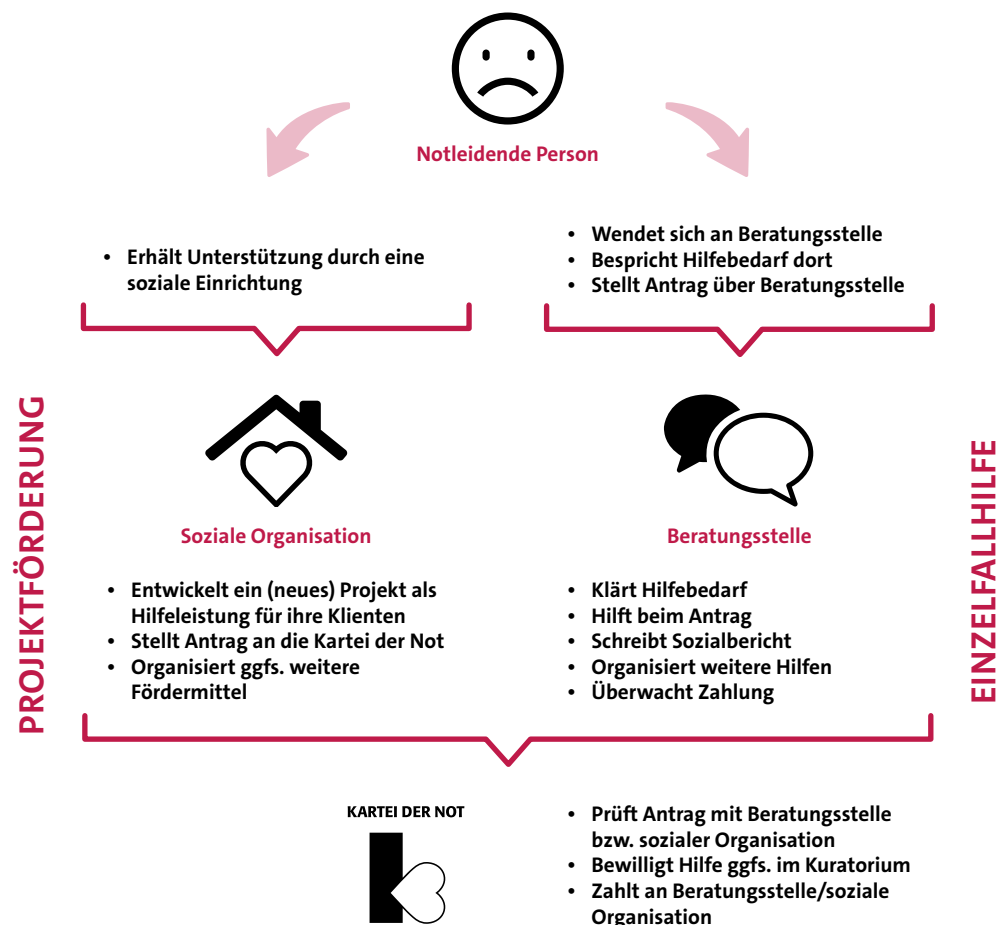 Notleidende Person
• Erhält Unterstützung durch eine
soziale Einrichtung
• Wendet sich an Beratungsstelle
• Bespricht Hilfebedarf dort
• Stellt Antrag über Beratungsstelle
PROJEKTFÖRDERUNG
Soziale Organisation
• Entwickelt ein (neues) Projekt als
Hilfeleistung für ihre Klienten
• Stellt Antrag an die Kartei der Not
• Organisiert ggfs. weitere
Fördermittel
Beratungsstelle
• Klärt Hilfebedarf
• Hilft beim Antrag
• Schreibt Sozialbericht
• Organisiert weitere Hilfen
• Überwacht Zahlung
EINZELFALLHILFE
KARTEI DER NOT
• Prüft Antrag mit Beratungsstelle
bzw. sozialer Organisation
• Bewilligt Hilfe ggfs. im Kuratorium
• Zahlt an Beratungsstelle/soziale
Organisation